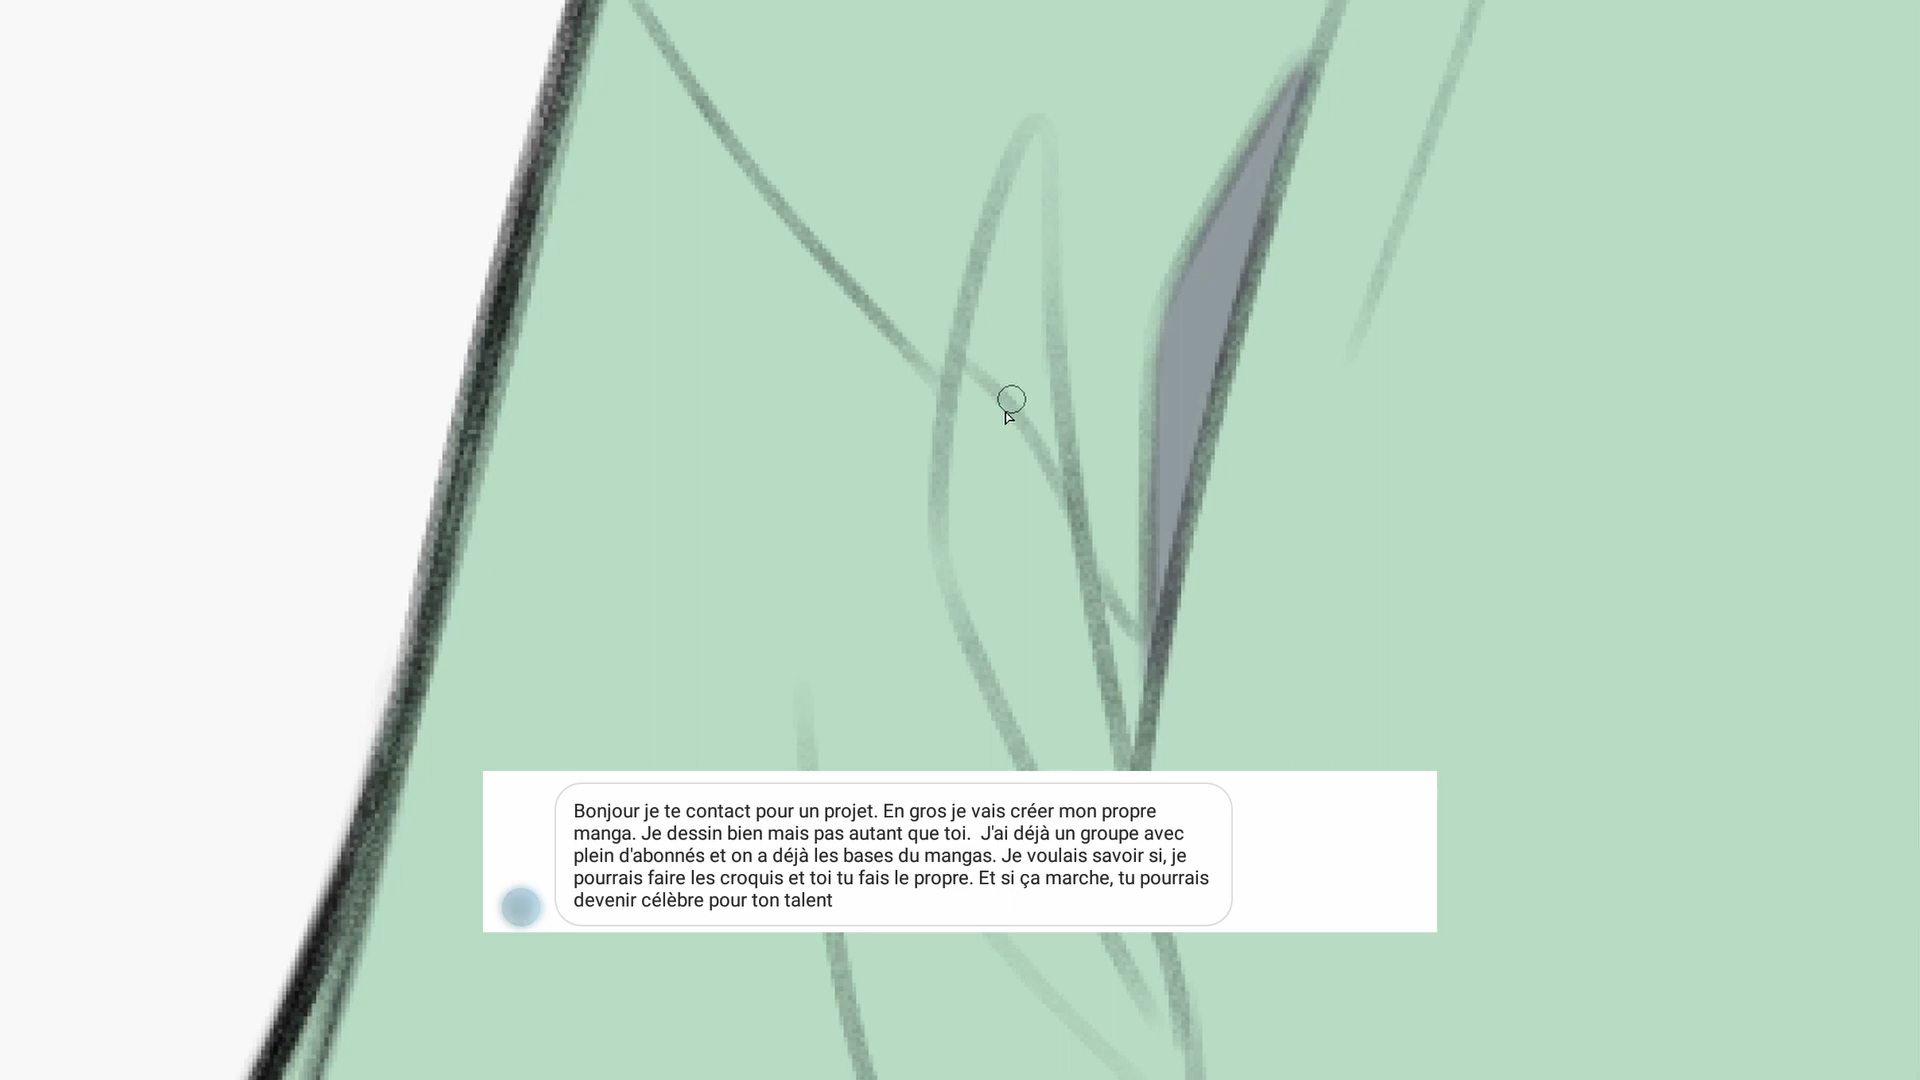 Bonjour je te contact pour un projet. En gros je vais créer mon propre
manga. Je dessin bien mais pas autant que toi.  J'ai déjà un groupe avec
plein d'abonnés et on a déjà les bases du mangas. Je voulais savoir si, je
pourrais faire les croquis et toi tu fais le propre. Et si ça marche, tu pourrais
devenir célèbre pour ton talent